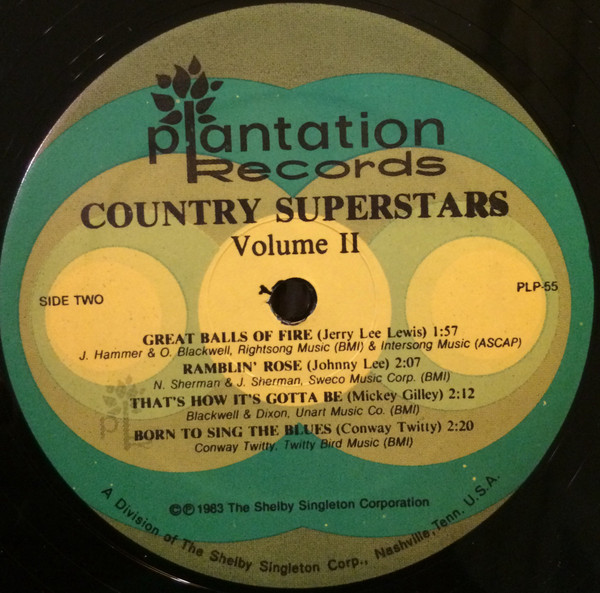 plantation
Records
COUNTRY SUPERSTARS
Volume II
SIDE TWO
PLP-55
GREAT BALLS OF FIRE (Jerry Lee Lewis) 1:57
J. Hammer & O. Blackwell, Rightsong Music (BMI) & Intersong Music (ASCAP)
RAMBLIN' ROSE (Johnny Lee) 2:07
N. Sherman & J. Sherman, Sweco Music Corp. (BMI)
THAT'S HOW IT'S GOTTA BE (Mickey Gilley) 2:12
Blackwell & Dixon, Unart Music Co. (BMI)
BORN TO SING THE BLUES (Conway Twitty) 2:20
Conway Twitty, Twitty Bird Music (BMI)
©℗ 1983 The Shelby Singleton Corporation
A Division of The Shelby Singleton Corp., Nashville, Tenn. U.S.A.